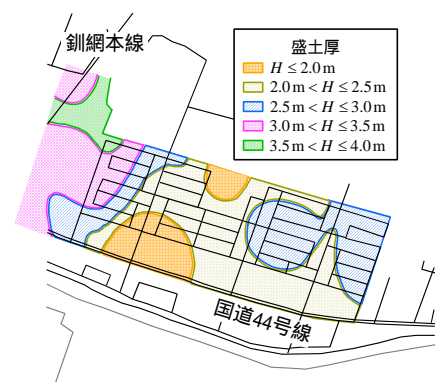 釧網本線
盛土厚
H ≤ 2.0 m
2.0 m < H ≤ 2.5 m
2.5 m < H ≤ 3.0 m
3.0 m < H ≤ 3.5 m
3.5 m < H ≤ 4.0 m
国道44号線